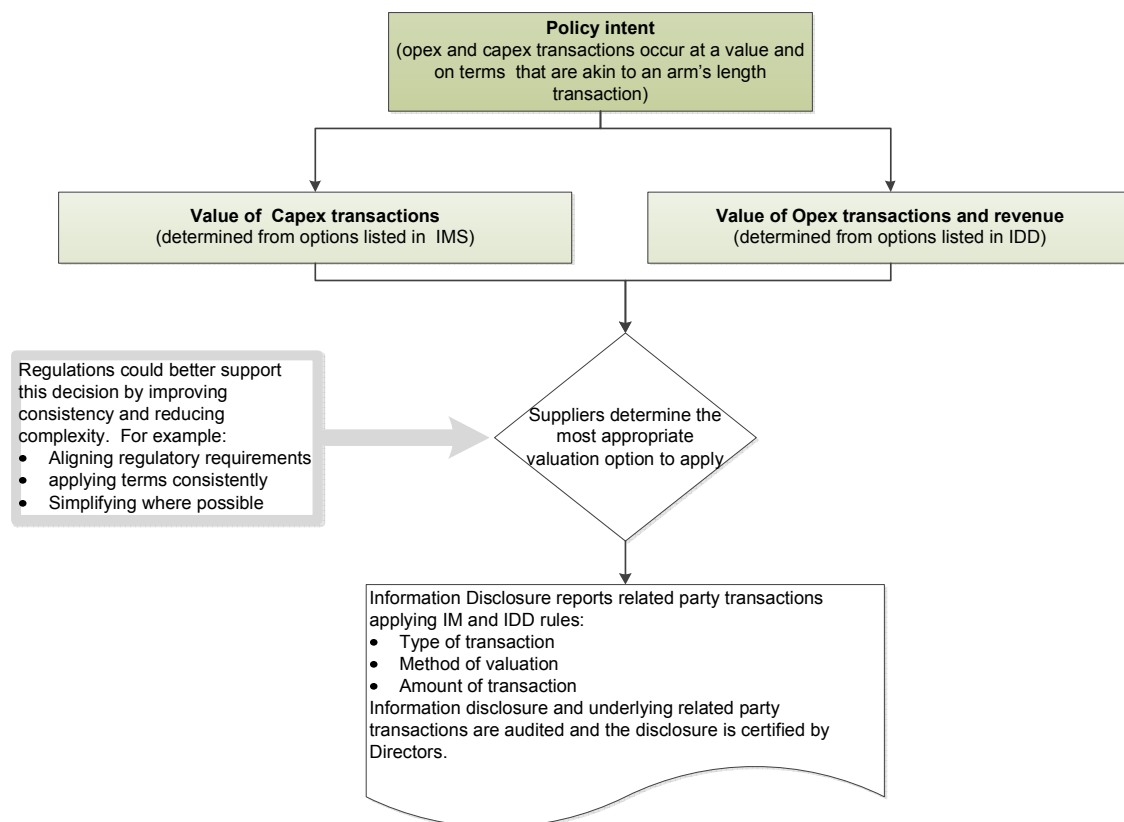 Policy intent
(opex and capex transactions occur at a value and
on terms that are akin to an arm's length
transaction)
Value of Capex transactions
(determined from options listed in IMS)
Value of Opex transactions and revenue
(determined from options listed in IDD)
Regulations could better support
this decision by improving
consistency and reducing
complexity. For example:
• Aligning regulatory requirements
• applying terms consistently
• Simplifying where possible
Suppliers determine the
most appropriate
valuation option to apply
Information Disclosure reports related party transactions
applying IM and IDD rules:
• Type of transaction
• Method of valuation
• Amount of transaction
Information disclosure and underlying related party
transactions are audited and the disclosure is certified by
Directors.